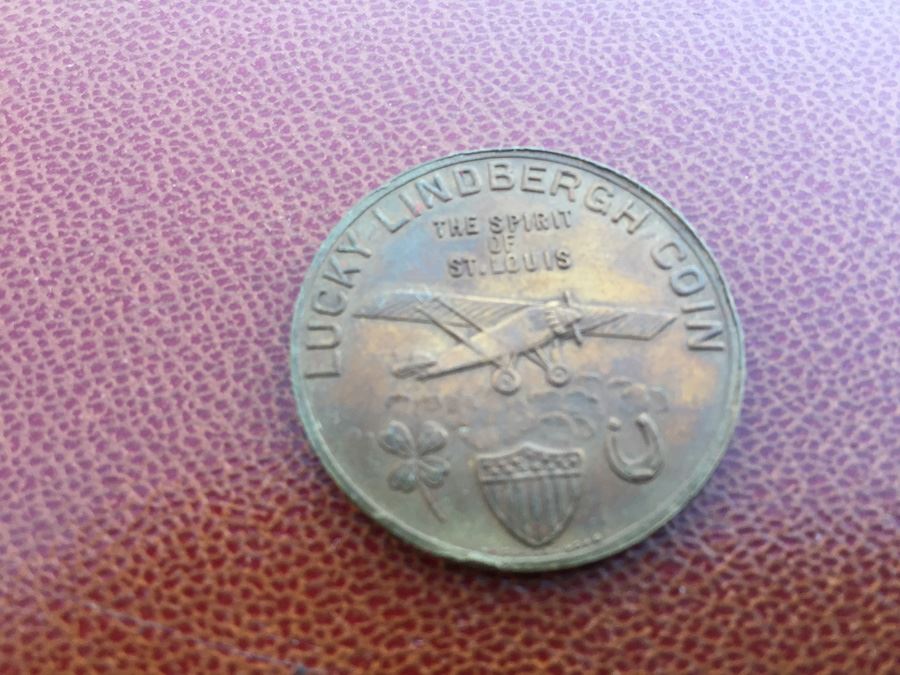 LUCKY LINDBERGH COIN
THE SPIRIT
OF
ST. LOUIS